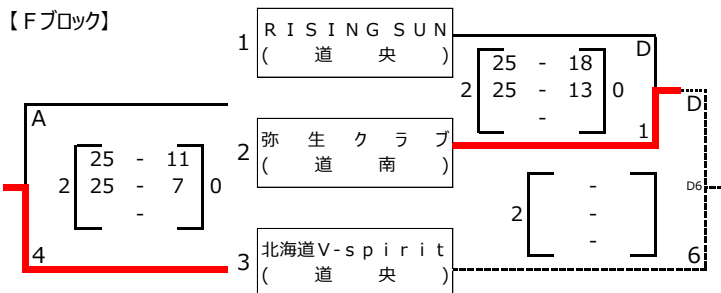 【Fブロック】
1
RISING SUN
(道央)
D
2
25 - 18
25 - 13
-
0
1
D
A
2
25 - 11
25 - 7
-
0
4
2
弥生クラブ
(道南)
2
-
-
-
D6
6
3
北海道V-spirit
(道央)